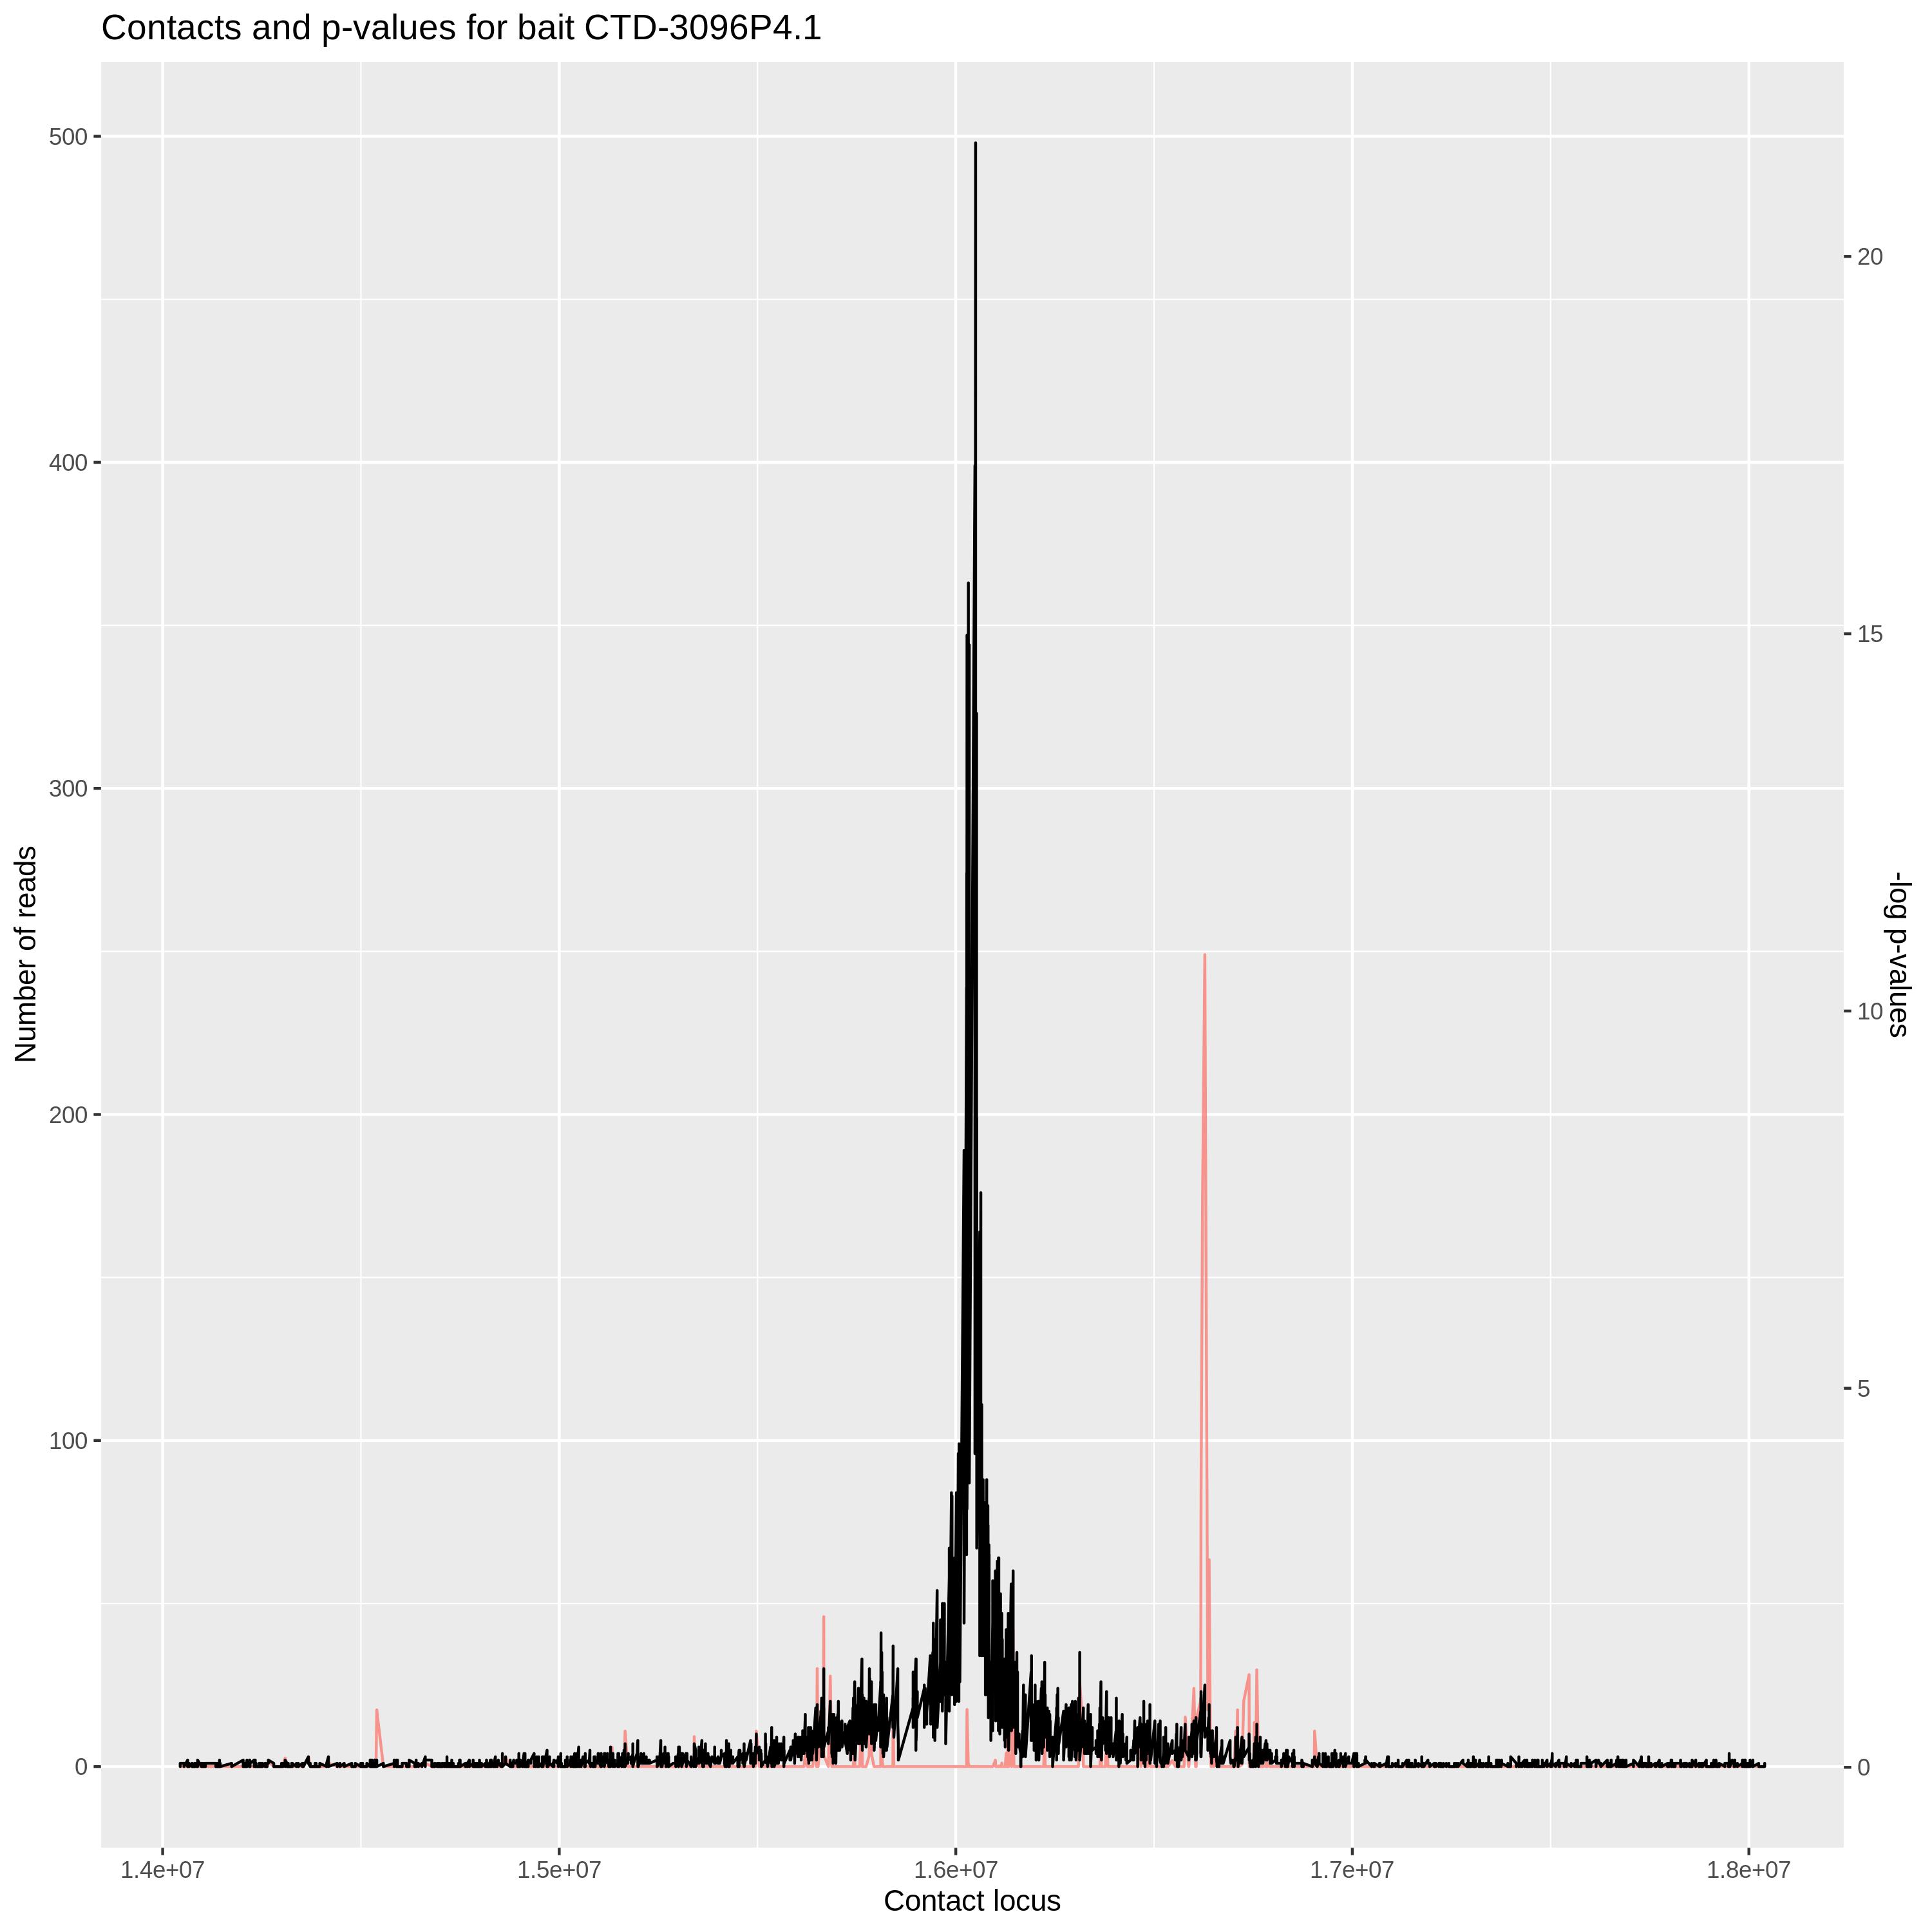 Contacts and p-values for bait CTD-3096P4.1
500
400
300
200
100
0
Number of reads
20
15
10
5
0
-log p-values
1.4e+07
1.5e+07
1.6e+07
1.7e+07
1.8e+07
Contact locus